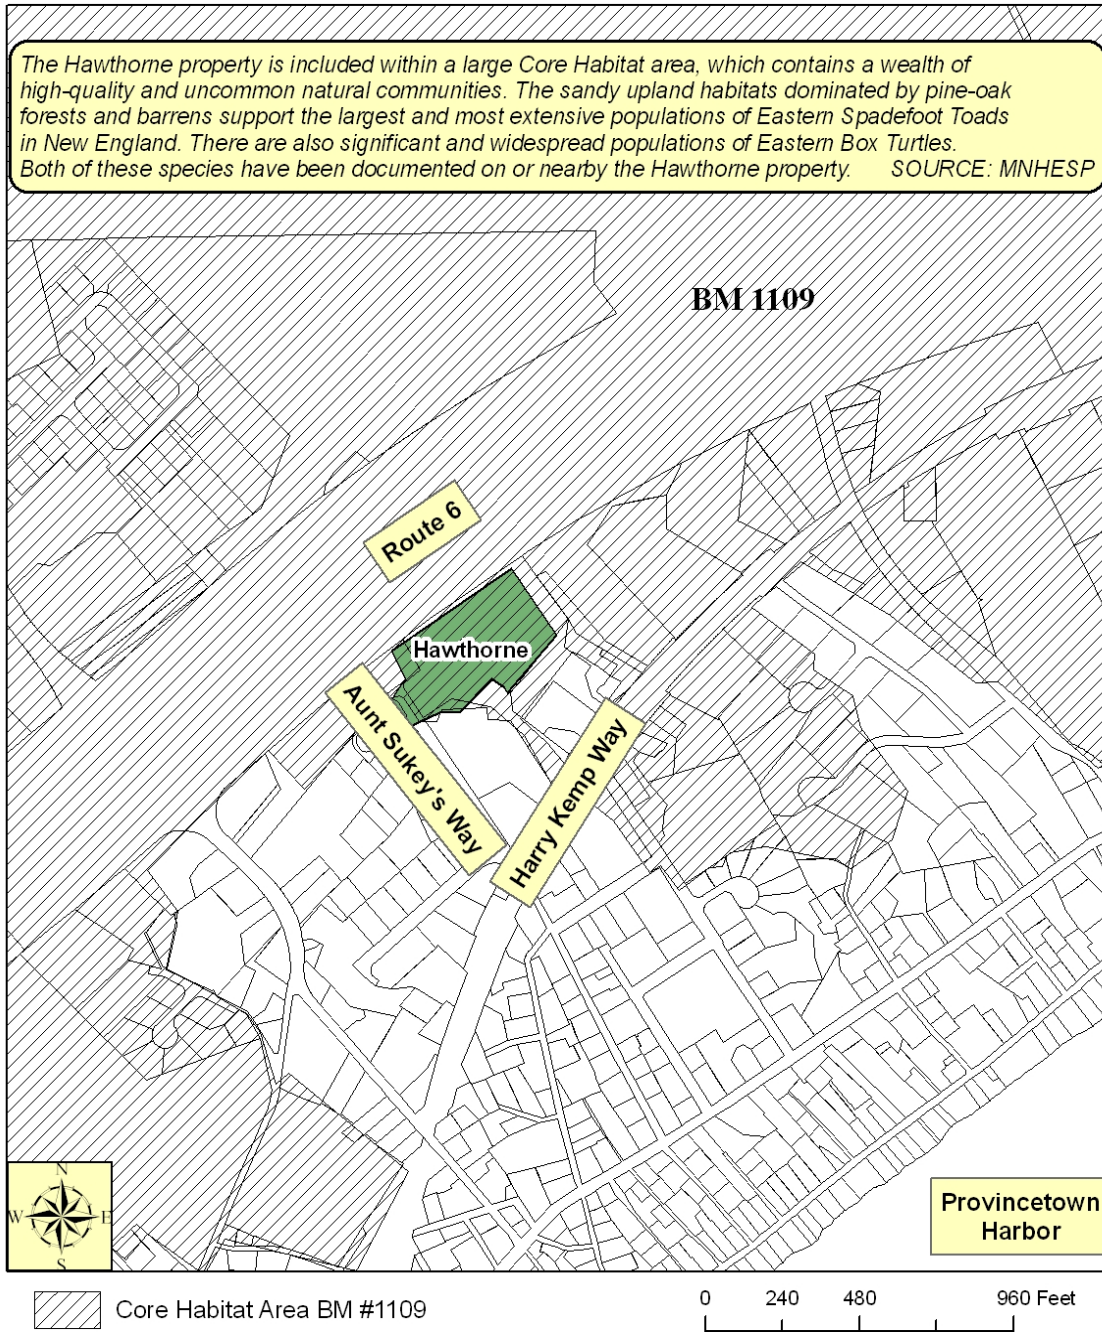 The Hawthorne property is included within a large Core Habitat area, which contains a wealth of
high-quality and uncommon natural communities. The sandy upland habitats dominated by pine-oak
forests and barrens support the largest and most extensive populations of Eastern Spadefoot Toads
in New England. There are also significant and widespread populations of Eastern Box Turtles.
Both of these species have been documented on or nearby the Hawthorne property. SOURCE: MNHESP
BM 1109
Route 6
Hawthorne
Aunt Sukey's Way
Harry Kemp Way
N
W E
S
Provincetown
Harbor
Core Habitat Area BM #1109
0 240 480 960 Feet